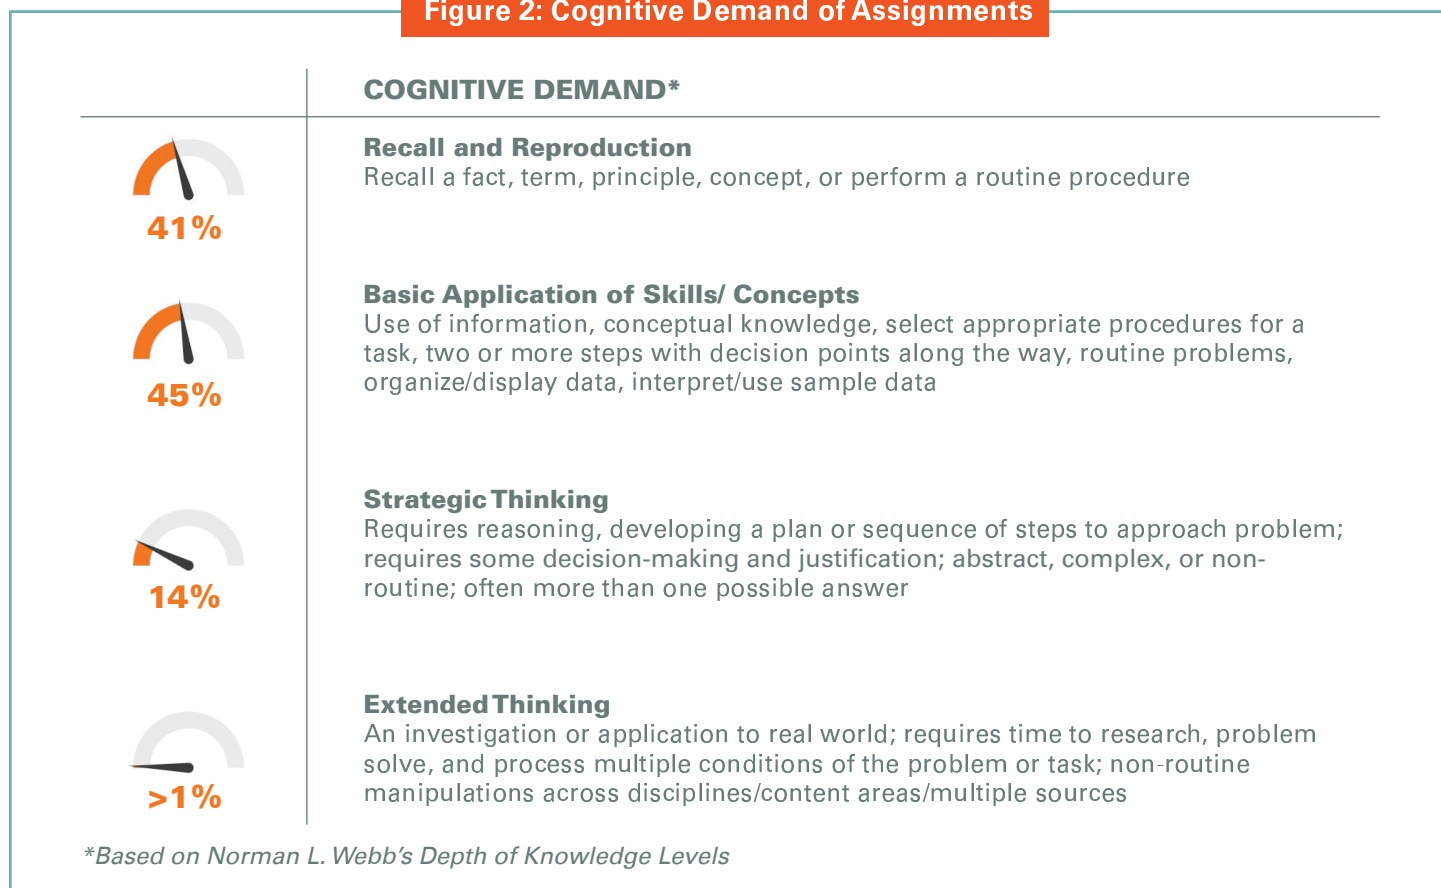 Figure 2: Cognitive Demand of Assignments
COGNITIVE DEMAND*
41%
Recall and Reproduction
Recall a fact, term, principle, concept, or perform a routine procedure
45%
Basic Application of Skills/ Concepts
Use of information, conceptual knowledge, select appropriate procedures for a
task, two or more steps with decision points along the way, routine problems,
organize/display data, interpret/use sample data
14%
Strategic Thinking
Requires reasoning, developing a plan or sequence of steps to approach problem;
requires some decision-making and justification; abstract, complex, or non-
routine; often more than one possible answer
>1%
Extended Thinking
An investigation or application to real world; requires time to research, problem
solve, and process multiple conditions of the problem or task; non-routine
manipulations across disciplines/content areas/multiple sources
*Based on Norman L. Webb's Depth of Knowledge Levels